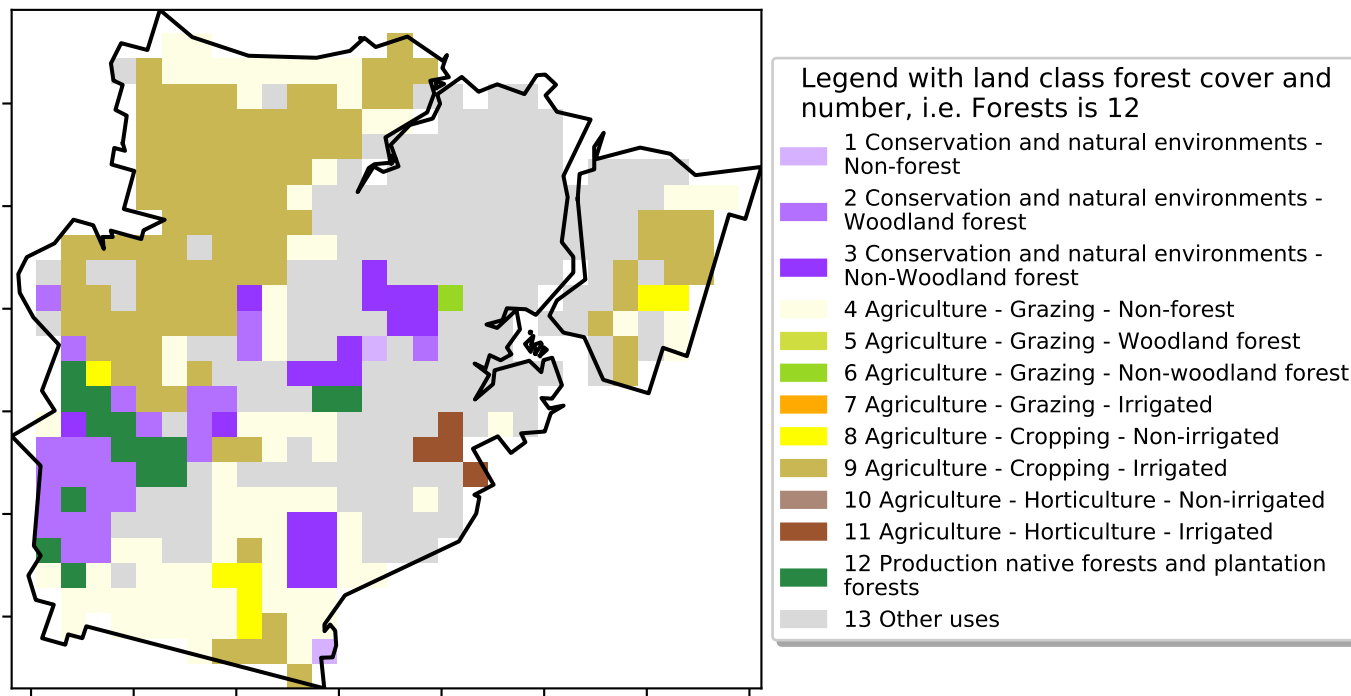 Legend with land class forest cover and
number, i.e. Forests is 12
1 Conservation and natural environments -
Non-forest
2 Conservation and natural environments -
Woodland forest
3 Conservation and natural environments -
Non-Woodland forest
4 Agriculture - Grazing - Non-forest
5 Agriculture - Grazing - Woodland forest
6 Agriculture - Grazing - Non-woodland forest
7 Agriculture - Grazing - Irrigated
8 Agriculture - Cropping - Non-irrigated
9 Agriculture - Cropping - Irrigated
10 Agriculture - Horticulture - Non-irrigated
11 Agriculture - Horticulture - Irrigated
12 Production native forests and plantation
forests
13 Other uses